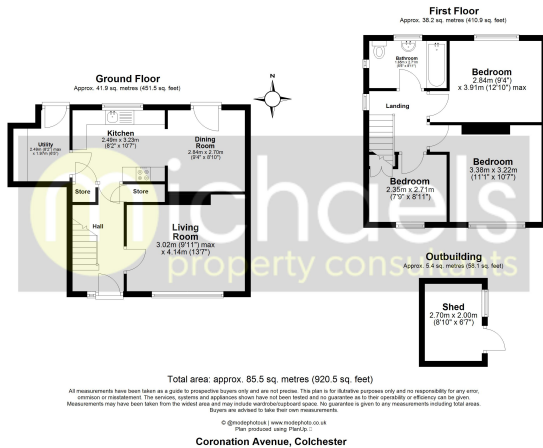 First Floor
Approx. 38.2 sq. metres (410.9 sq. feet)
Bathroom
Bedroom
2.84m (9'4")
x 3.91m (12'10") max
Landing
Bedroom
3.38m x 3.22m
(11'1" x 10'7")
Bedroom
2.35m x 2.71m
(7'9" x 8'11")
Ground Floor
Approx. 41.9 sq. metres (451.5 sq. feet)
N
Utility
Kitchen
2.49m x 3.23m
(8'2" x 10'7")
Dining
Room
2.84m x 2.70m
(9'4" x 8'10")
Store
Store
Hall
Living
Room
3.02m (9'11") max
x 4.14m (13'7")
michaels
property consultants
Outbuilding
Approx. 5.4 sq. metres (58.1 sq. feet)
Shed
2.70m x 2.00m
(8'10" x 6'7")
Total area: approx. 85.5 sq. metres (920.5 sq. feet)
All measurements have been taken as a guide to prospective buyers only and are not precise. This plan is for illustrative purposes only and no responsibility for any error,
ommision or misstatement. The services, systems and appliances shown have not been tested and no guarantee as to their operability or efficiency can be given.
Measurements may have been taken from the widest area and may include wardrobe/cupboard space. No guarantee is given to any measurements including total areas.
Buyers are advised to take their own measurements.
© @modephotouk | www.modephoto.co.uk
Plan produced using PlanUp.
Coronation Avenue, Colchester